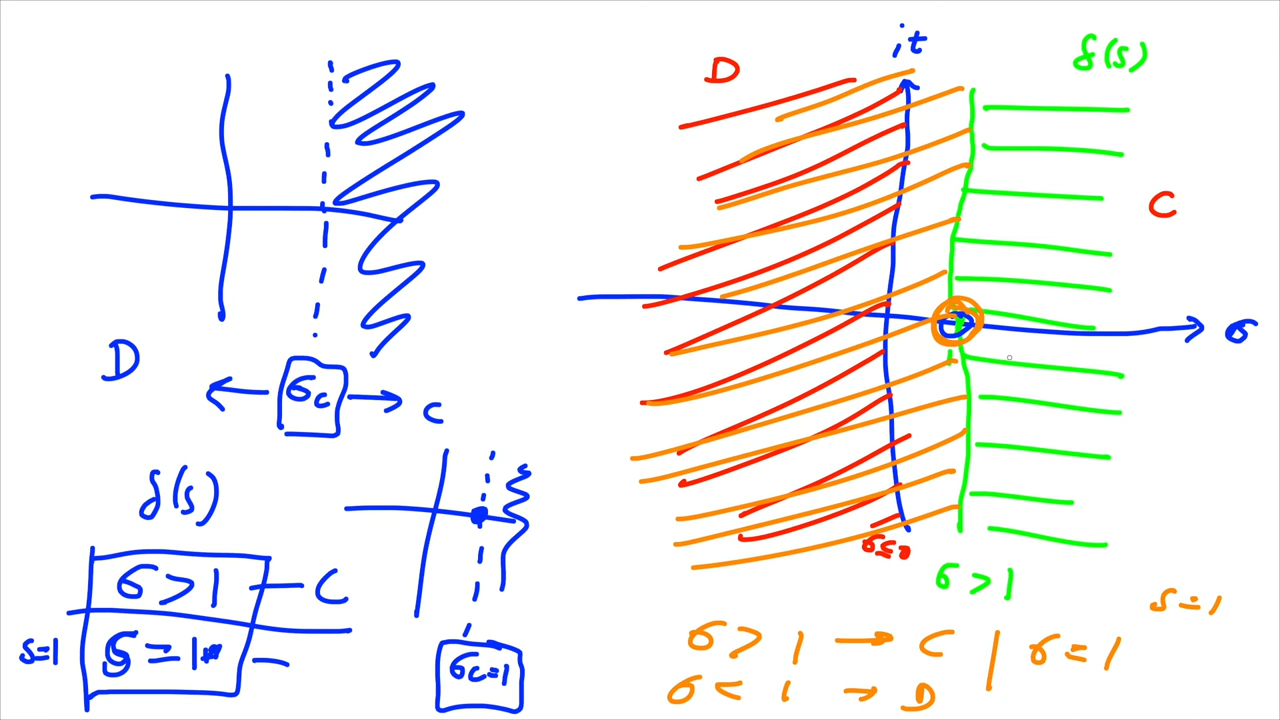 it
ζ(s)
D
C
σ
D
σc
C
ζ(s)
σ > 1 — C
s=1 S = 1 —
σc=1
σ≤0
σ > 1
s=1
σ > 1 → C | σ = 1
σ < 1 → D